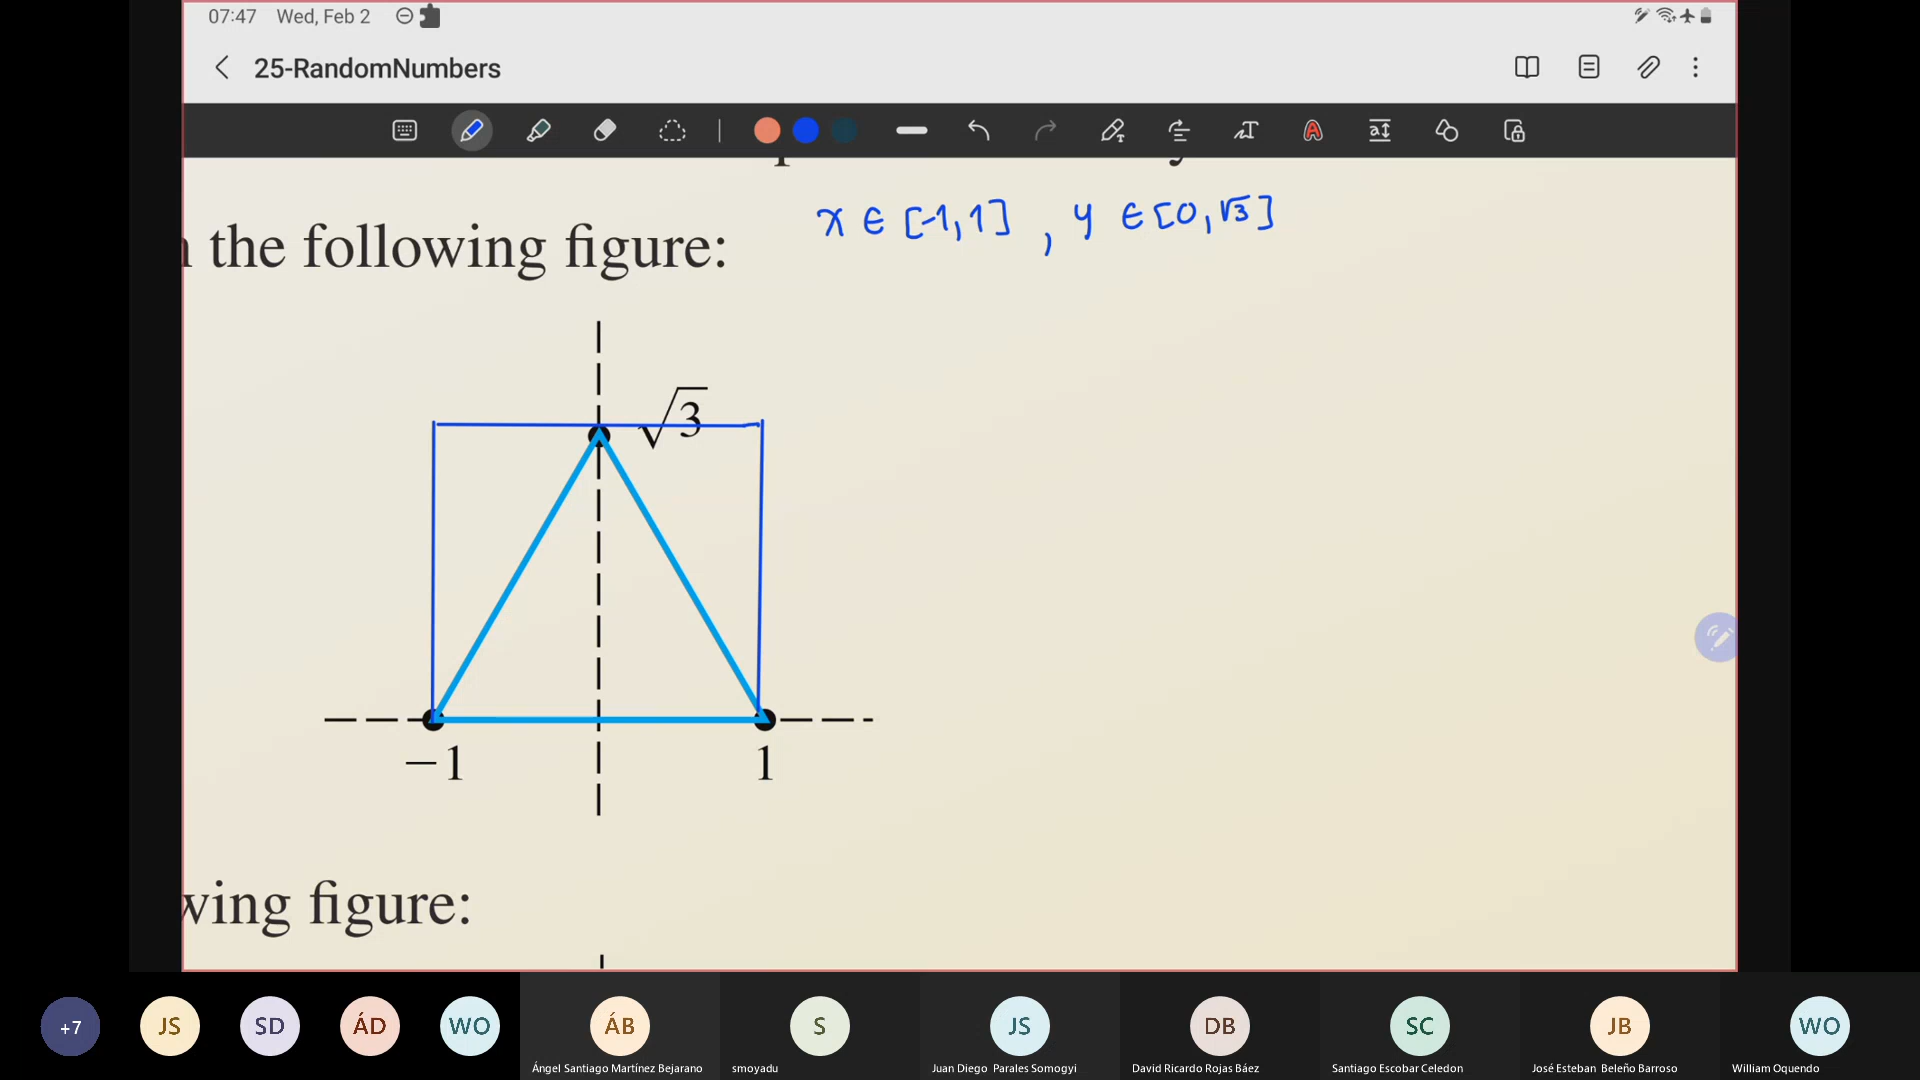 07:47 Wed, Feb 2
25-RandomNumbers
x ∈ [-1,1] , y ∈ [0,√3]
n the following figure:
√3
−1 1
wing figure:
+7 JS SD ÁD WO ÁB S JS DB SC JB WO
Ángel Santiago Martínez Bejarano smoyadu Juan Diego Parales Somogyi David Ricardo Rojas Báez Santiago Escobar Celedon José Esteban Beleño Barroso William Oquendo